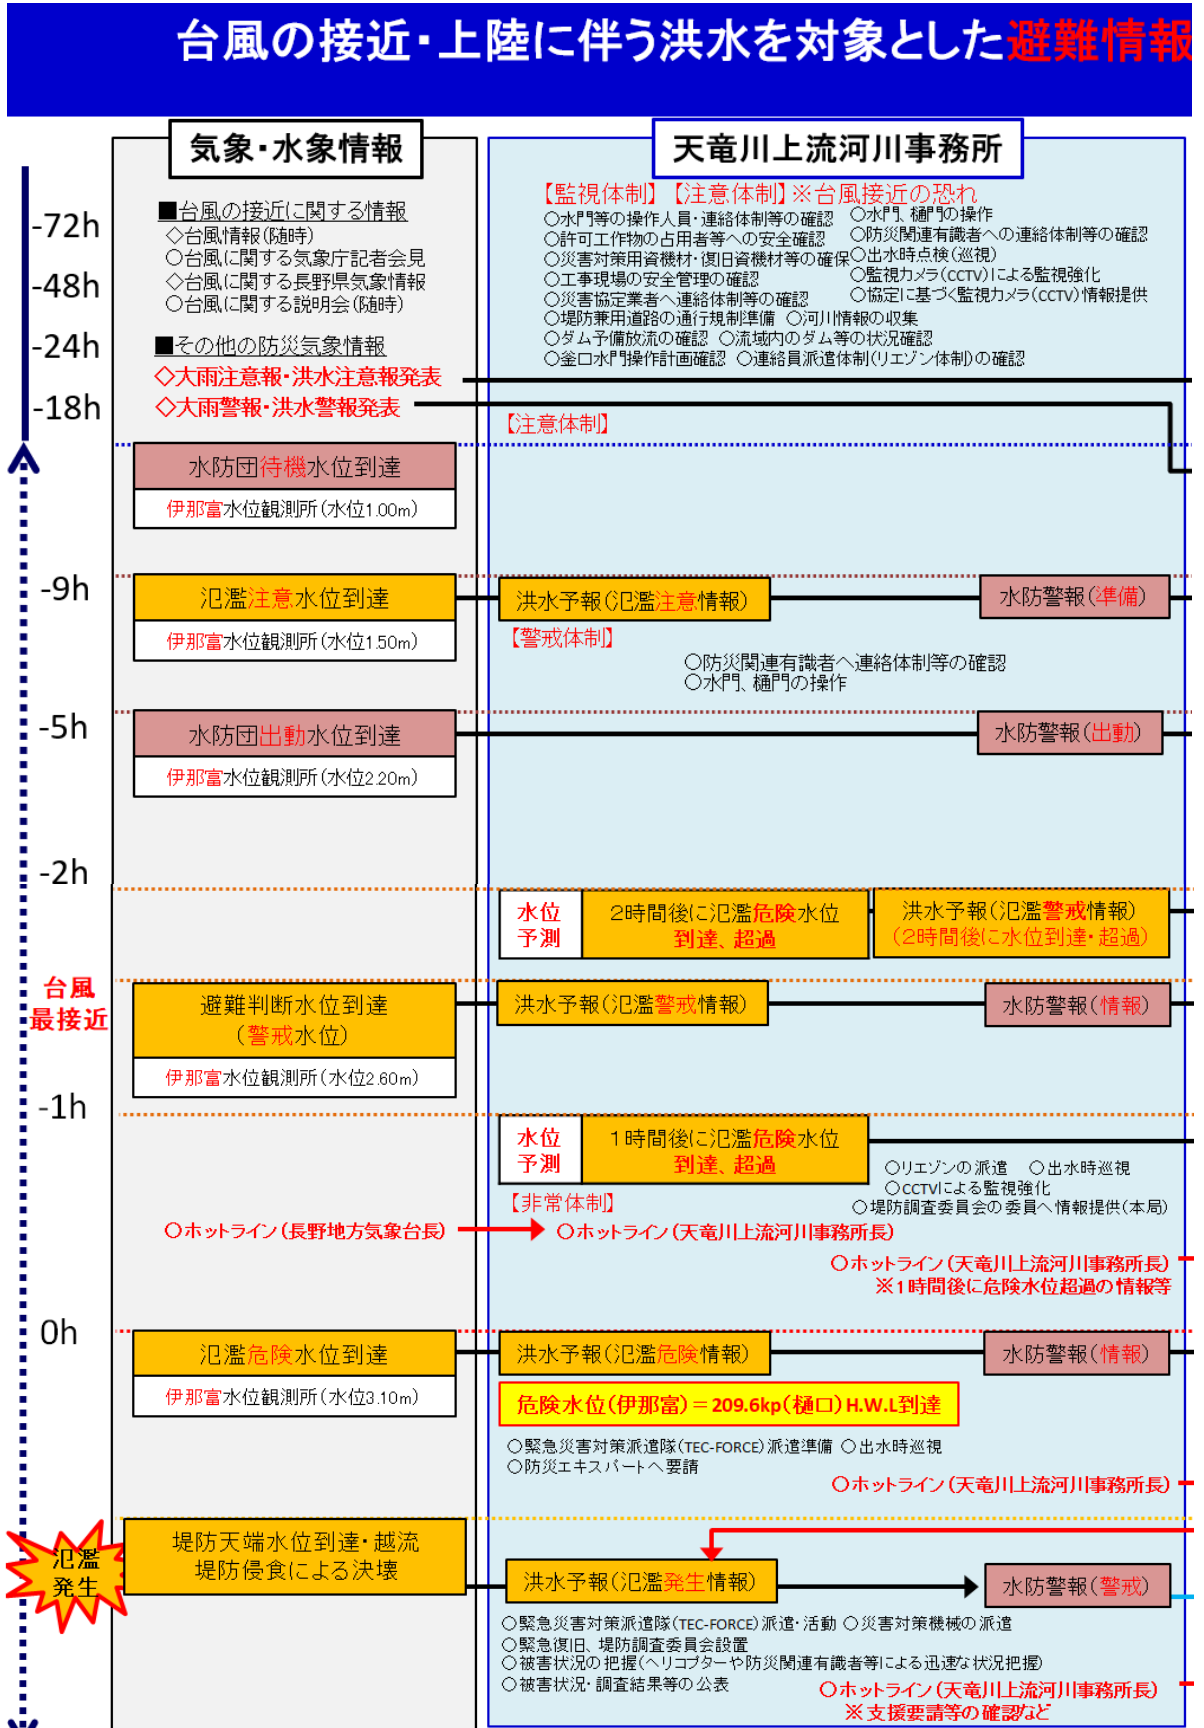 台風の接近・上陸に伴う洪水を対象とした避難情報
気象・水象情報
天竜川上流河川事務所
-72h
-48h
-24h
-18h
■台風の接近に関する情報
◇台風情報(随時)
○台風に関する気象庁記者会見
◇台風に関する長野県気象情報
○台風に関する説明会(随時)
■その他の防災気象情報
◇大雨注意報・洪水注意報発表
◇大雨警報・洪水警報発表
【監視体制】【注意体制】※台風接近の恐れ
○水門等の操作人員・連絡体制等の確認
○許可工作物の占用者等への安全確認
○災害対策用資機材・復旧資機材等の確保
○工事現場の安全管理の確認
○災害協定業者へ連絡体制等の確認
○堤防兼用道路の通行規制準備 ○河川情報の収集
○ダム予備放流の確認 ○流域内のダム等の状況確認
○釜口水門操作計画確認 ○連絡員派遣体制(リエゾン体制)の確認
○水門、樋門の操作
○防災関連有識者への連絡体制等の確認
○出水時点検(巡視)
○監視カメラ(CCTV)による監視強化
○協定に基づく監視カメラ(CCTV)情報提供
【注意体制】
水防団待機水位到達
伊那富水位観測所(水位1.00m)
-9h
氾濫注意水位到達
伊那富水位観測所(水位1.50m)
洪水予報(氾濫注意情報)
水防警報(準備)
【警戒体制】
○防災関連有識者へ連絡体制等の確認
○水門、樋門の操作
-5h
水防団出動水位到達
伊那富水位観測所(水位2.20m)
水防警報(出動)
-2h
水位
予測
2時間後に氾濫危険水位
到達、超過
洪水予報(氾濫警戒情報)
(2時間後に水位到達・超過)
台風
最接近
避難判断水位到達
(警戒水位)
伊那富水位観測所(水位2.60m)
洪水予報(氾濫警戒情報)
水防警報(情報)
-1h
水位
予測
1時間後に氾濫危険水位
到達、超過
○リエゾンの派遣 ○出水時巡視
○CCTVによる監視強化
○堤防調査委員会の委員へ情報提供(本局)
【非常体制】
○ホットライン(長野地方気象台長)
○ホットライン(天竜川上流河川事務所長)
○ホットライン(天竜川上流河川事務所長)
※1時間後に危険水位超過の情報等
0h
氾濫危険水位到達
伊那富水位観測所(水位3.10m)
洪水予報(氾濫危険情報)
水防警報(情報)
危険水位(伊那富)=209.6kp(樋口)H.W.L到達
○緊急災害対策派遣隊(TEC-FORCE)派遣準備 ○出水時巡視
○防災エキスパートへ要請
○ホットライン(天竜川上流河川事務所長)
氾濫
発生
堤防天端水位到達・越流
堤防侵食による決壊
洪水予報(氾濫発生情報)
水防警報(警戒)
○緊急災害対策派遣隊(TEC-FORCE)派遣・活動 ○災害対策機械の派遣
○緊急復旧、堤防調査委員会設置
○被害状況の把握(ヘリコプターや防災関連有識者等による迅速な状況把握)
○被害状況・調査結果等の公表
○ホットライン(天竜川上流河川事務所長)
※支援要請等の確認など